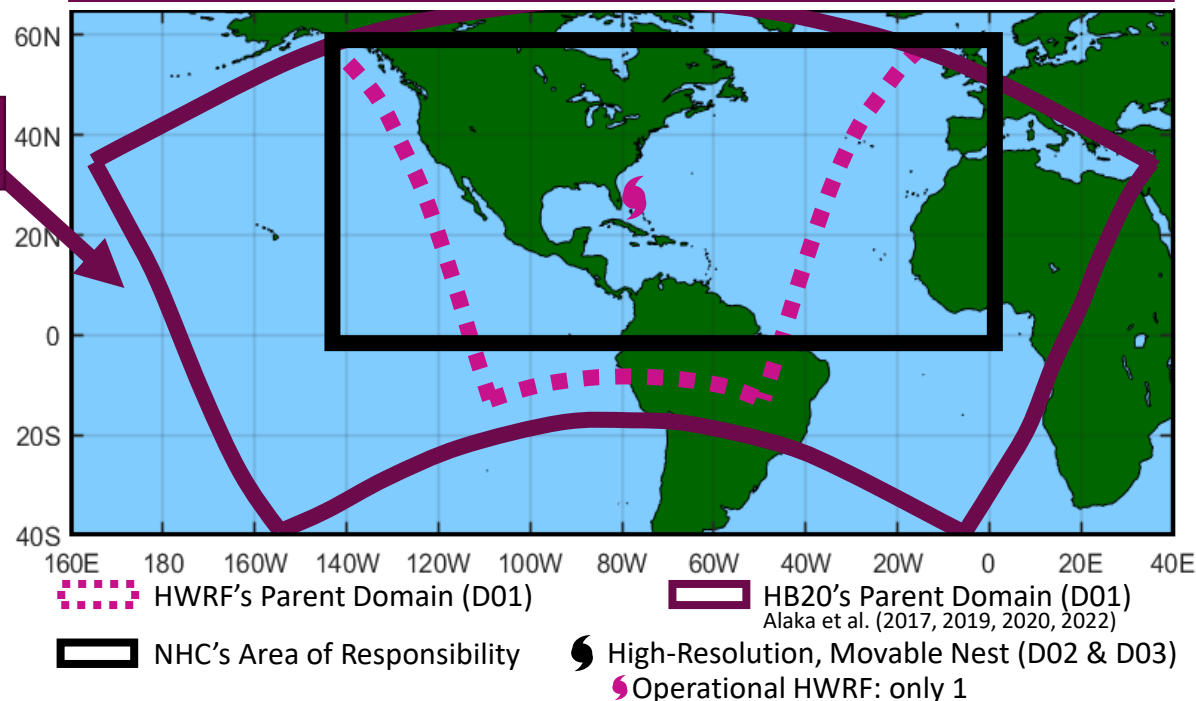 60N
40N
20N
0
20S
40S
160E 180 160W 140W 120W 100W 80W 60W 40W 20W 0 20E 40E
HWRF's Parent Domain (D01)
HB20's Parent Domain (D01)
Alaka et al. (2017, 2019, 2020, 2022)
NHC's Area of Responsibility
High-Resolution, Movable Nest (D02 & D03)
Operational HWRF: only 1